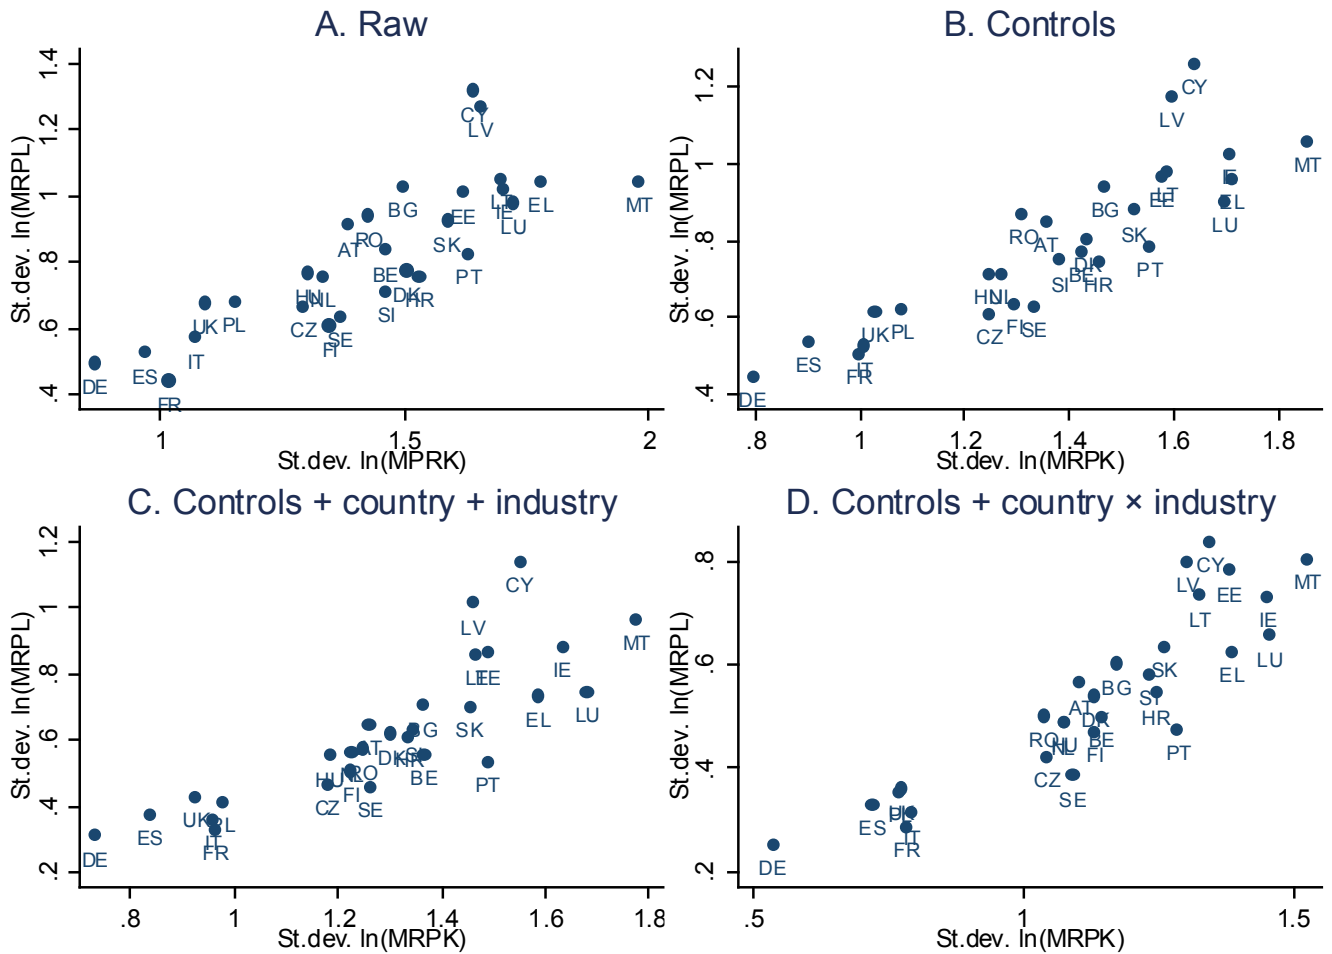 A. Raw
St.dev. ln(MRPL)
1.4
1.2
1
.8
.6
.4
CY
LV
BG
LT
IE
EE
EL
MT
LU
RO
AT
SK
BE
PT
DK
HR
HU
NL
SI
UK
PL
CZ
SE
FI
IT
ES
DE
FR
1
1.5
2
St.dev. ln(MPRK)
B. Controls
St.dev. ln(MRPL)
1.2
1
.8
.6
.4
CY
LV
MT
IE
LT
EE
EL
BG
LU
RO
AT
SK
DK
PT
BE
SI
HR
HU
NL
UK
PL
CZ
FI
SE
ES
IT
FR
DE
.8
1
1.2
1.4
1.6
1.8
St.dev. ln(MRPK)
C. Controls + country + industry
St.dev. ln(MRPL)
1.2
1
.8
.6
.4
.2
CY
LV
MT
IE
LT
EE
EL
LU
BG
SK
AT
DK
SI
HR
HU
NL
RO
BE
PT
FI
CZ
SE
UK
PL
ES
IT
FR
DE
.8
1
1.2
1.4
1.6
1.8
St.dev. ln(MRPK)
D. Controls + country × industry
St.dev. ln(MRPL)
.8
.6
.4
.2
CY
LV
EE
MT
LT
IE
SK
LU
EL
BG
SY
AT
DK
HR
RO
HU
NL
BE
FI
PT
CZ
SE
UK
PL
ES
IT
FR
DE
.5
1
1.5
St.dev. ln(MRPK)